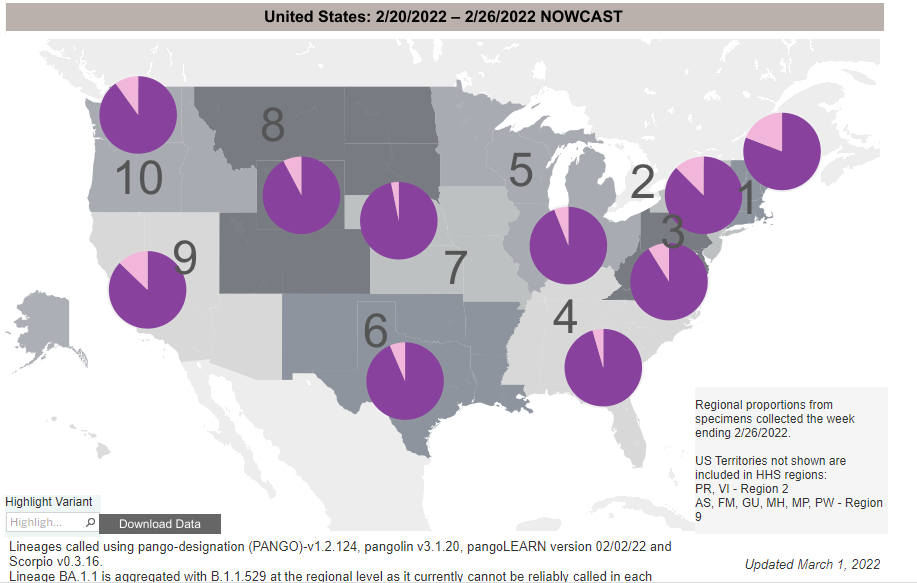 United States: 2/20/2022 – 2/26/2022 NOWCAST
8
10
5
2
1
3
9
7
4
6
Regional proportions from
specimens collected the week
ending 2/26/2022.
US Territories not shown are
included in HHS regions:
PR, VI - Region 2
AS, FM, GU, MH, MP, PW - Region
9
Highlight Variant
Highligh...
Download Data
Lineages called using pango-designation (PANGO)-v1.2.124, pangolin v3.1.20, pangoLEARN version 02/02/22 and
Scorpio v0.3.16.
Lineage BA.1.1 is aggregated with B.1.1.529 at the regional level as it currently cannot be reliably called in each
Updated March 1, 2022